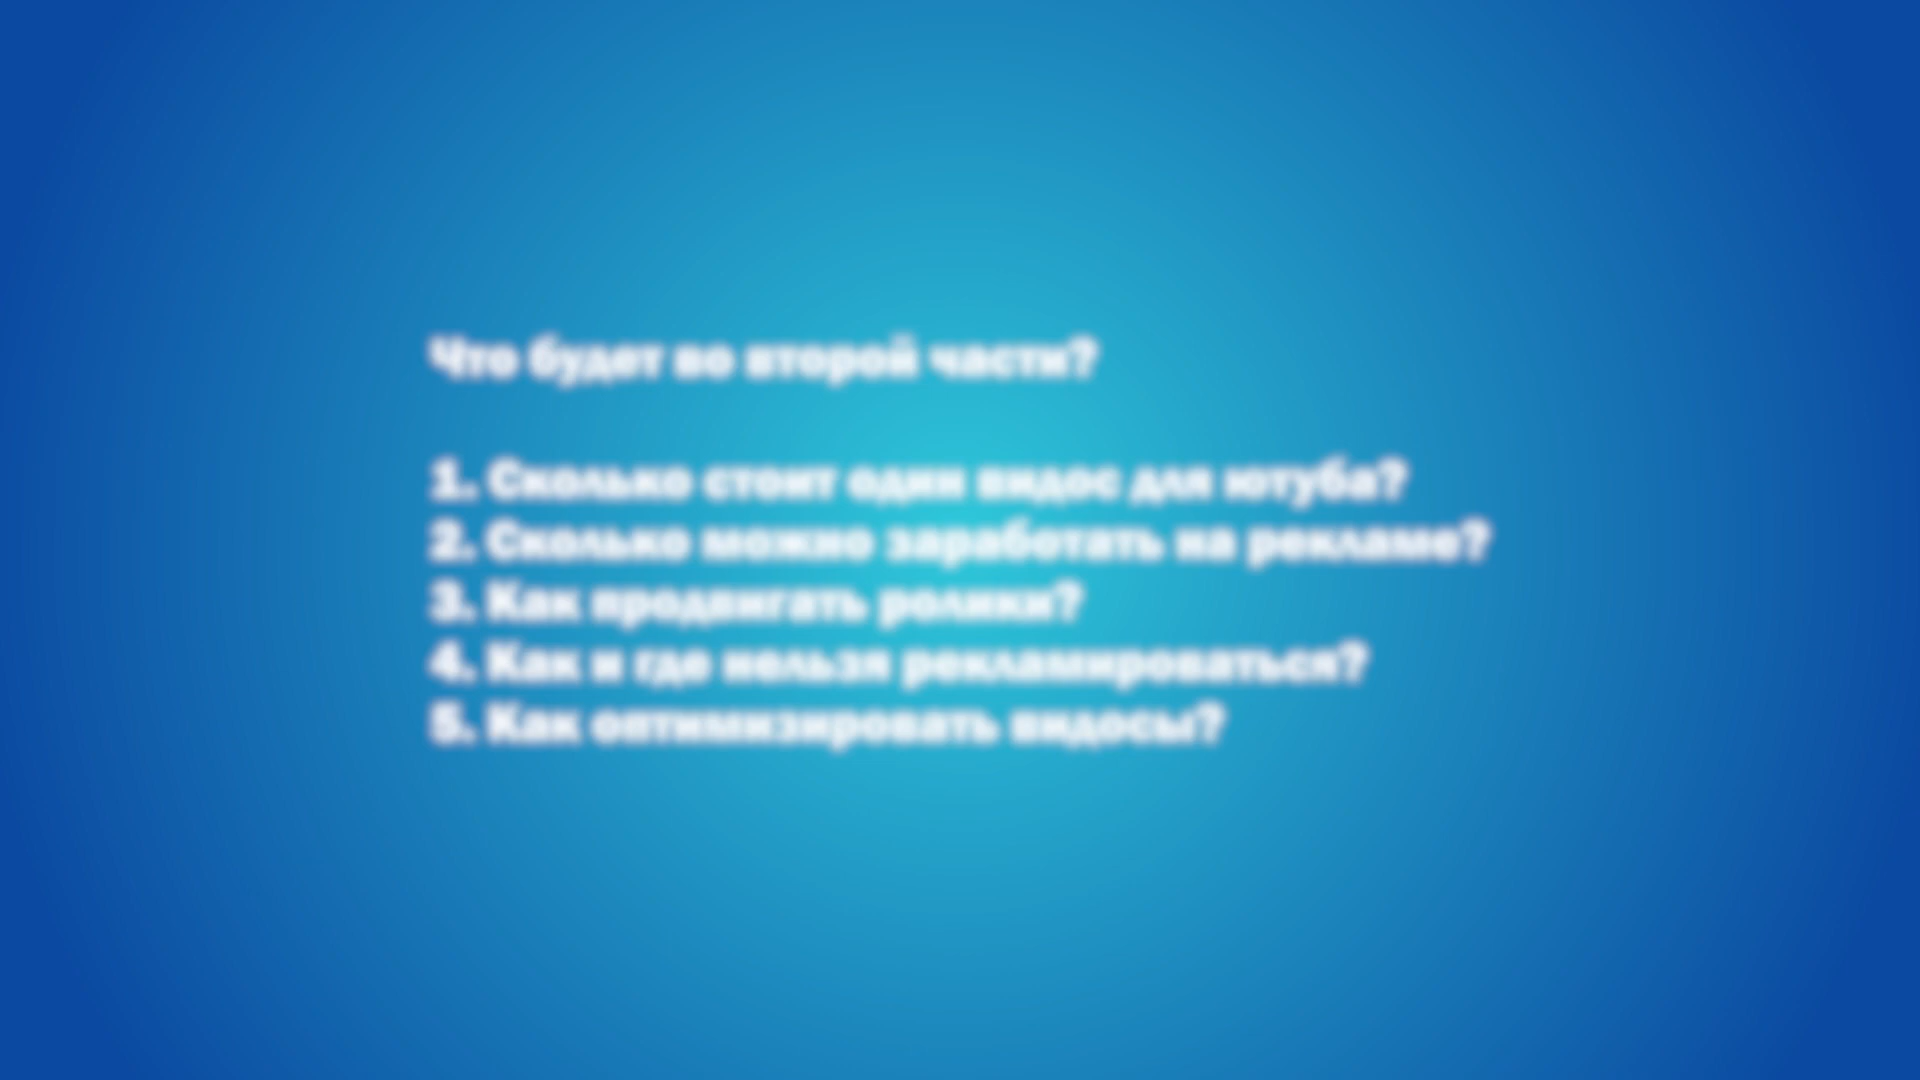 Что будет во второй части?
1. Сколько стоит один видос для ютуба?
2. Сколько можно заработать на рекламе?
3. Как продвигать ролики?
4. Как и где нельзя рекламироваться?
5. Как оптимизировать видосы?